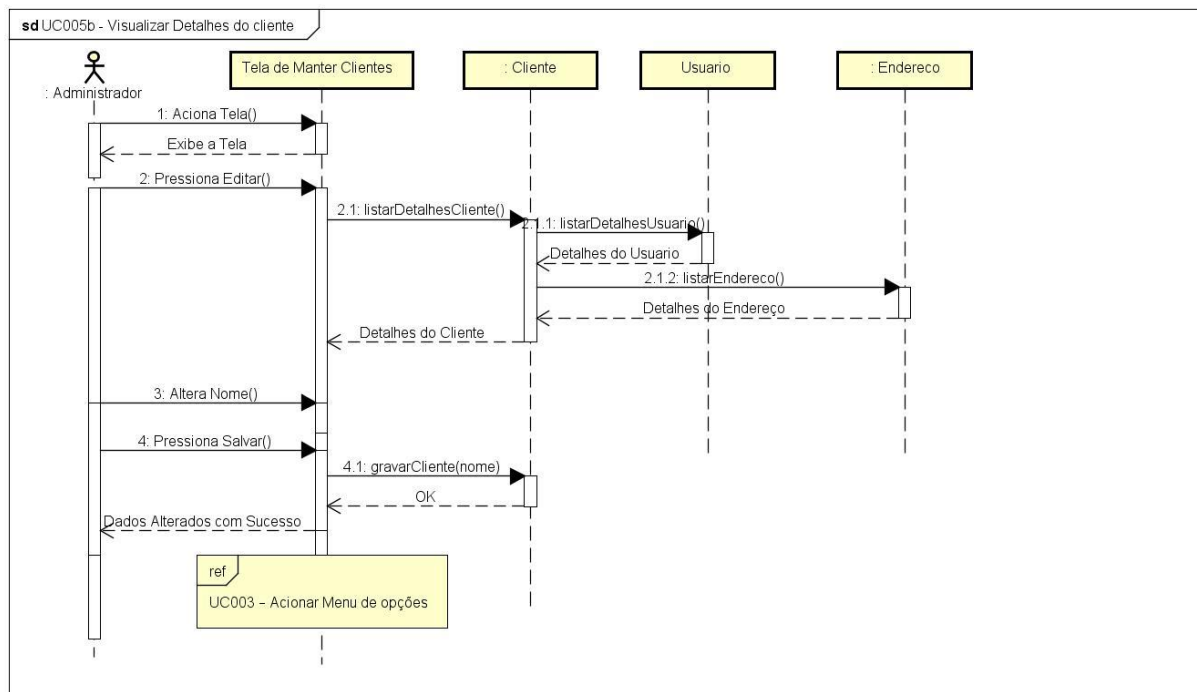 sd UC005b - Visualizar Detalhes do cliente
: Administrador
Tela de Manter Clientes
: Cliente
Usuario
: Endereco
1: Aciona Tela()
Exibe a Tela
2: Pressiona Editar()
2.1: listarDetalhesCliente()
2.1.1: listarDetalhesUsuario()
Detalhes do Usuario
2.1.2: listarEndereco()
Detalhes do Endereço
Detalhes do Cliente
3: Altera Nome()
4: Pressiona Salvar()
4.1: gravarCliente(nome)
OK
Dados Alterados com Sucesso
ref
UC003 – Acionar Menu de opções